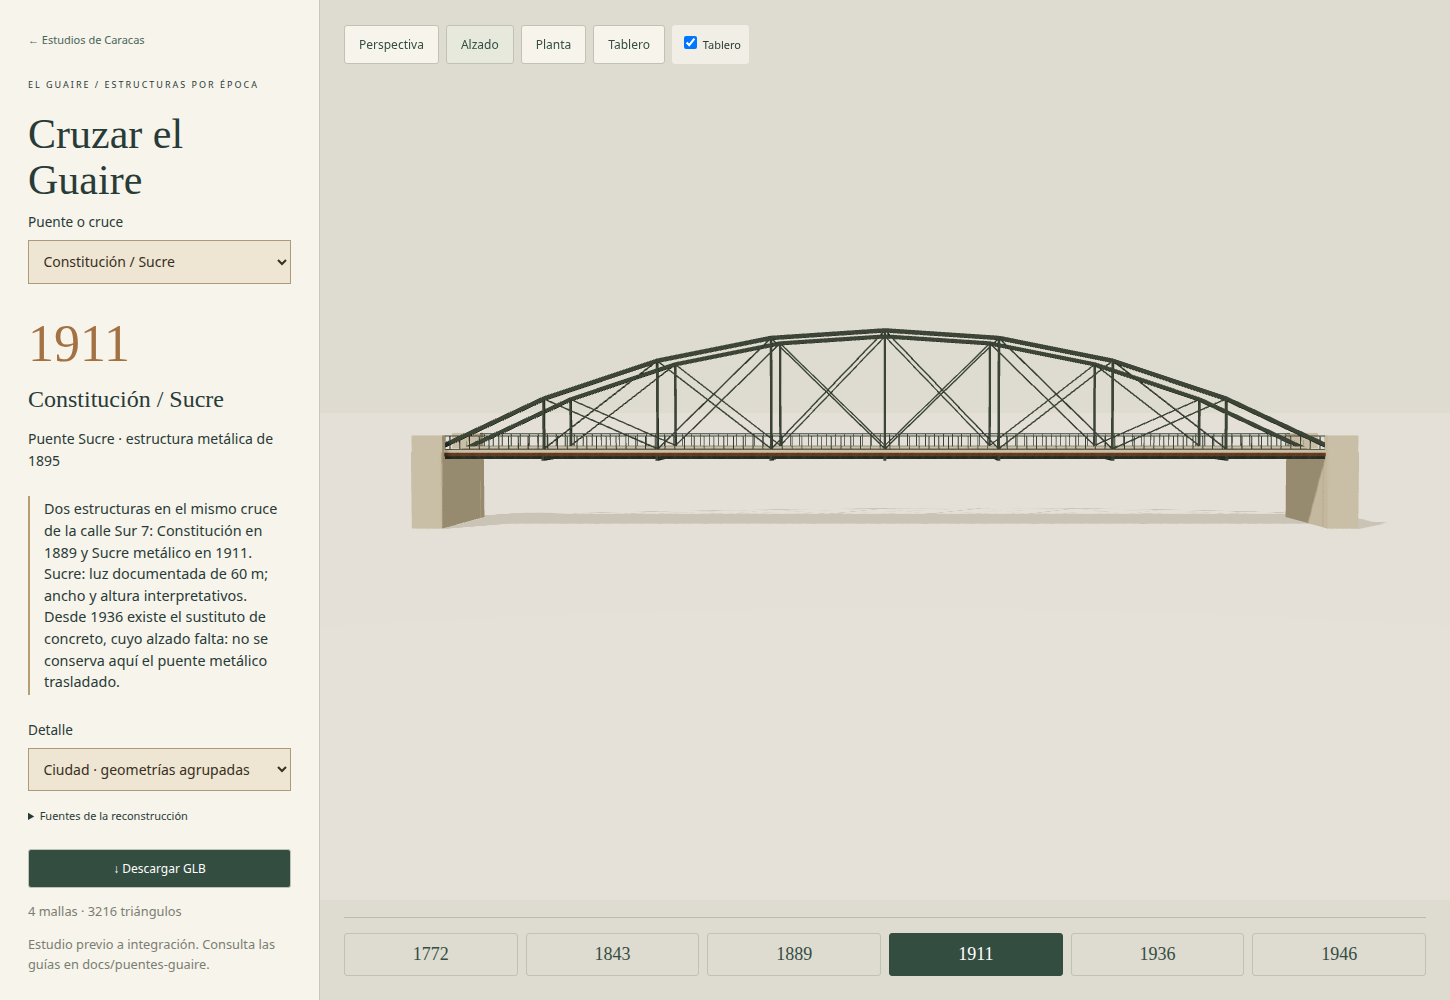 ← Estudios de Caracas
EL GUAIRE / ESTRUCTURAS POR ÉPOCA
Cruzar el
Guaire
Puente o cruce
Constitución / Sucre
1911
Constitución / Sucre
Puente Sucre · estructura metálica de
1895
Dos estructuras en el mismo cruce
de la calle Sur 7: Constitución en
1889 y Sucre metálico en 1911.
Sucre: luz documentada de 60 m;
ancho y altura interpretativos.
Desde 1936 existe el sustituto de
concreto, cuyo alzado falta: no se
conserva aquí el puente metálico
trasladado.
Detalle
Ciudad · geometrías agrupadas
▶ Fuentes de la reconstrucción
↓ Descargar GLB
4 mallas · 3216 triángulos
Estudio previo a integración. Consulta las
guías en docs/puentes-guaire.
Perspectiva Alzado Planta Tablero Tablero
1772 1843 1889 1911 1936 1946